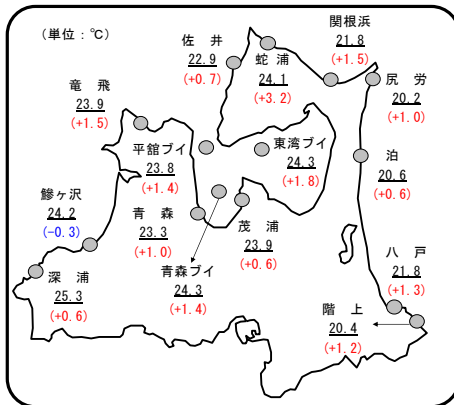 (単位：℃)
関根浜
21.8
(+1.5)
佐　井
22.9
(+0.7)
蛇　浦
24.1
(+3.2)
尻　労
20.2
(+1.0)
竜　飛
23.9
(+1.5)
平舘ブイ
23.8
(+1.4)
東湾ブイ
24.3
(+1.8)
泊
20.6
(+0.6)
鰺ヶ沢
24.2
(-0.3)
青　森
23.3
(+1.0)
茂　浦
23.9
(+0.6)
青森ブイ
24.3
(+1.4)
深　浦
25.3
(+0.6)
八　戸
21.8
(+1.3)
階　上
20.4
(+1.2)